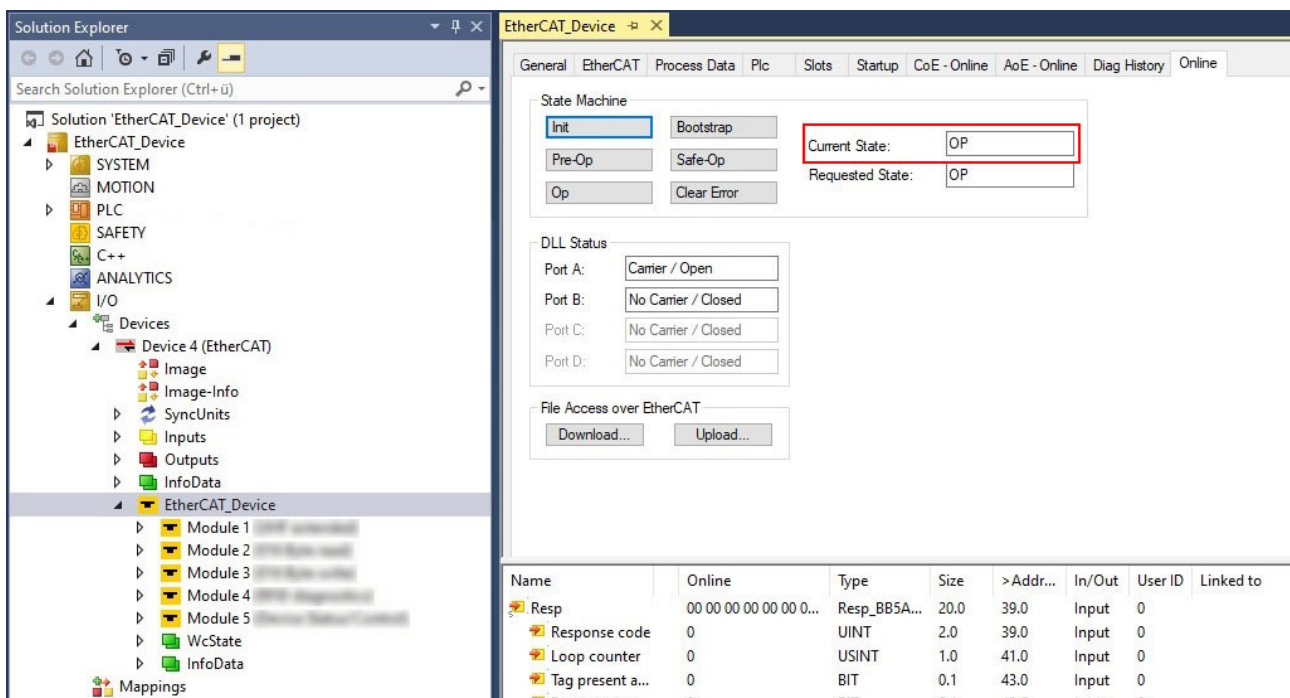 Solution Explorer
Search Solution Explorer (Ctrl+ü)
Solution 'EtherCAT_Device' (1 project)
EtherCAT_Device
SYSTEM
MOTION
PLC
SAFETY
C++
ANALYTICS
I/O
Devices
Device 4 (EtherCAT)
Image
Image-Info
SyncUnits
Inputs
Outputs
InfoData
EtherCAT_Device
Module 1
Module 2
Module 3
Module 4
Module 5
WcState
InfoData
Mappings
EtherCAT_Device
General EtherCAT Process Data Plc Slots Startup CoE - Online AoE - Online Diag History Online
State Machine
Init Bootstrap
Pre-Op Safe-Op
Op Clear Error
Current State: OP
Requested State: OP
DLL Status
Port A: Carrier / Open
Port B: No Carrier / Closed
Port C: No Carrier / Closed
Port D: No Carrier / Closed
File Access over EtherCAT
Download... Upload...
Name Online Type Size >Addr... In/Out User ID Linked to
Resp 00 00 00 00 00 00 0... Resp_BB5A... 20.0 39.0 Input 0
Response code 0 UINT 2.0 39.0 Input 0
Loop counter 0 USINT 1.0 41.0 Input 0
Tag present a... 0 BIT 0.1 43.0 Input 0